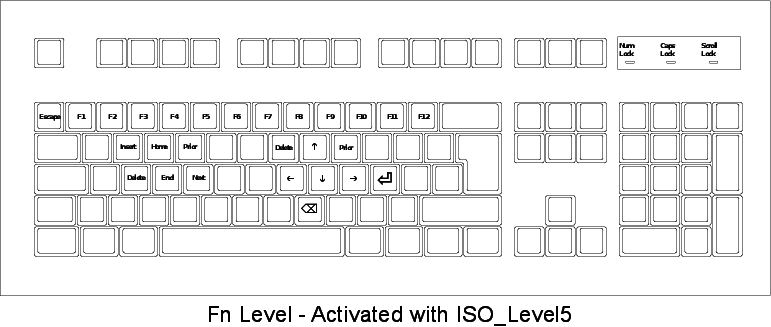 Num Lock Caps Lock Scroll Lock
Escape F1 F2 F3 F4 F5 F6 F7 F8 F9 F10 F11 F12
Insert Home Prior Delete ↑ Prior
Delete End Next ← ↓ → ⏎
⌫
Fn Level - Activated with ISO_Level5